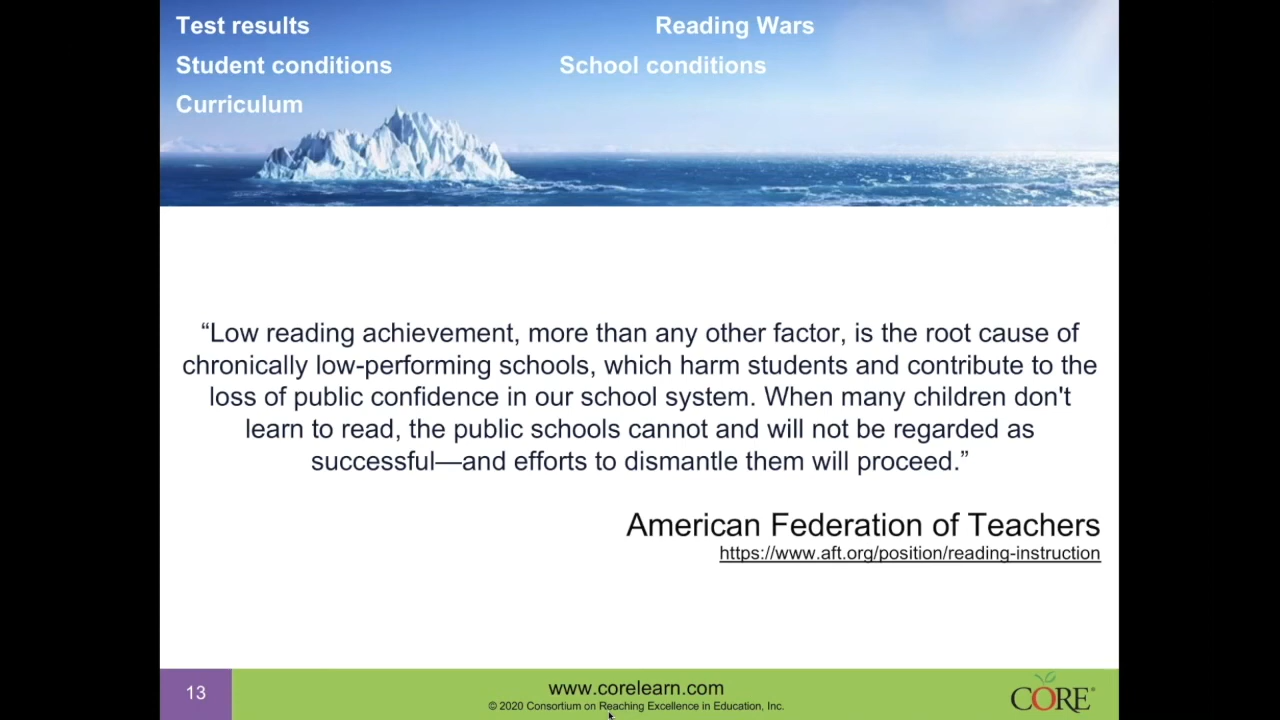 Test results
Reading Wars
Student conditions
School conditions
Curriculum
“Low reading achievement, more than any other factor, is the root cause of
chronically low-performing schools, which harm students and contribute to the
loss of public confidence in our school system. When many children don't
learn to read, the public schools cannot and will not be regarded as
successful—and efforts to dismantle them will proceed.”
American Federation of Teachers
https://www.aft.org/position/reading-instruction
13
www.corelearn.com
© 2020 Consortium on Reaching Excellence in Education, Inc.
CORE®